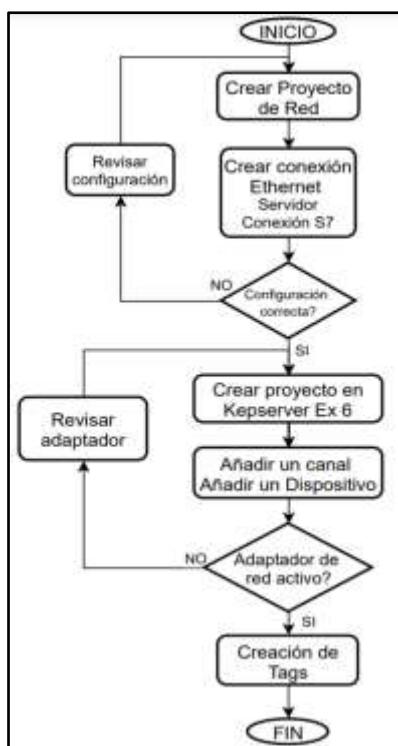 INICIO
Crear Proyecto
de Red
Revisar
configuración
Crear conexión
Ethernet
Servidor
Conexión S7
NO
Configuración
correcta?
SI
Crear proyecto en
Kepserver Ex 6
Revisar
adaptador
Añadir un canal
Añadir un Dispositivo
NO
Adaptador de
red activo?
SI
Creación de
Tags
FIN